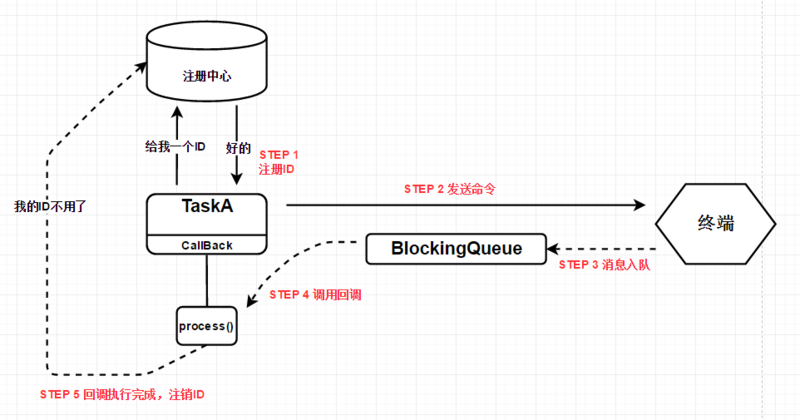 注册中心
给我一个ID
好的
STEP 1
注册ID
TaskA
CallBack
STEP 2 发送命令
终端
我的ID不用了
BlockingQueue
STEP 3 消息入队
STEP 4 调用回调
process()
STEP 5 回调执行完成，注销ID